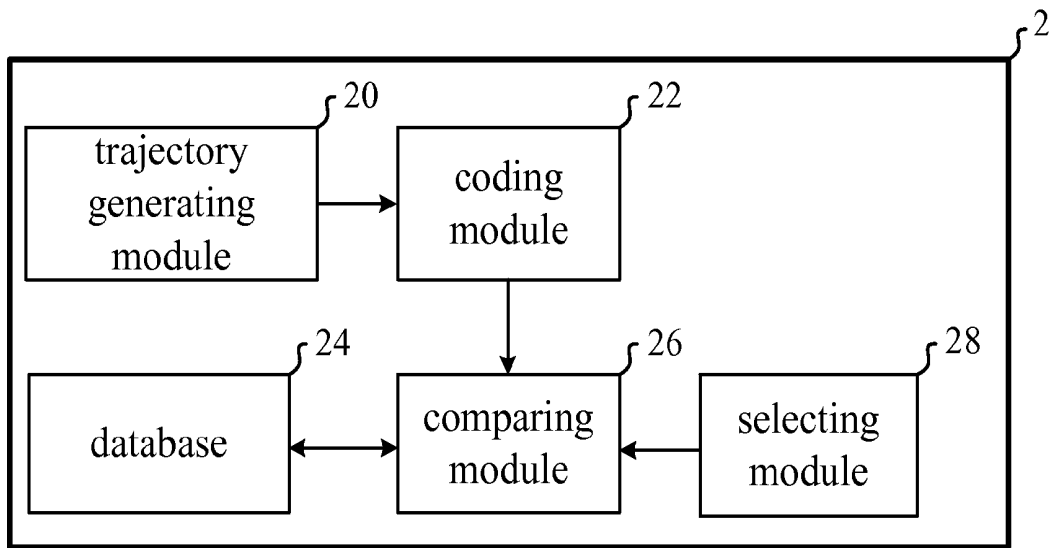 2
20
trajectory
generating
module
22
coding
module
24
database
26
comparing
module
28
selecting
module